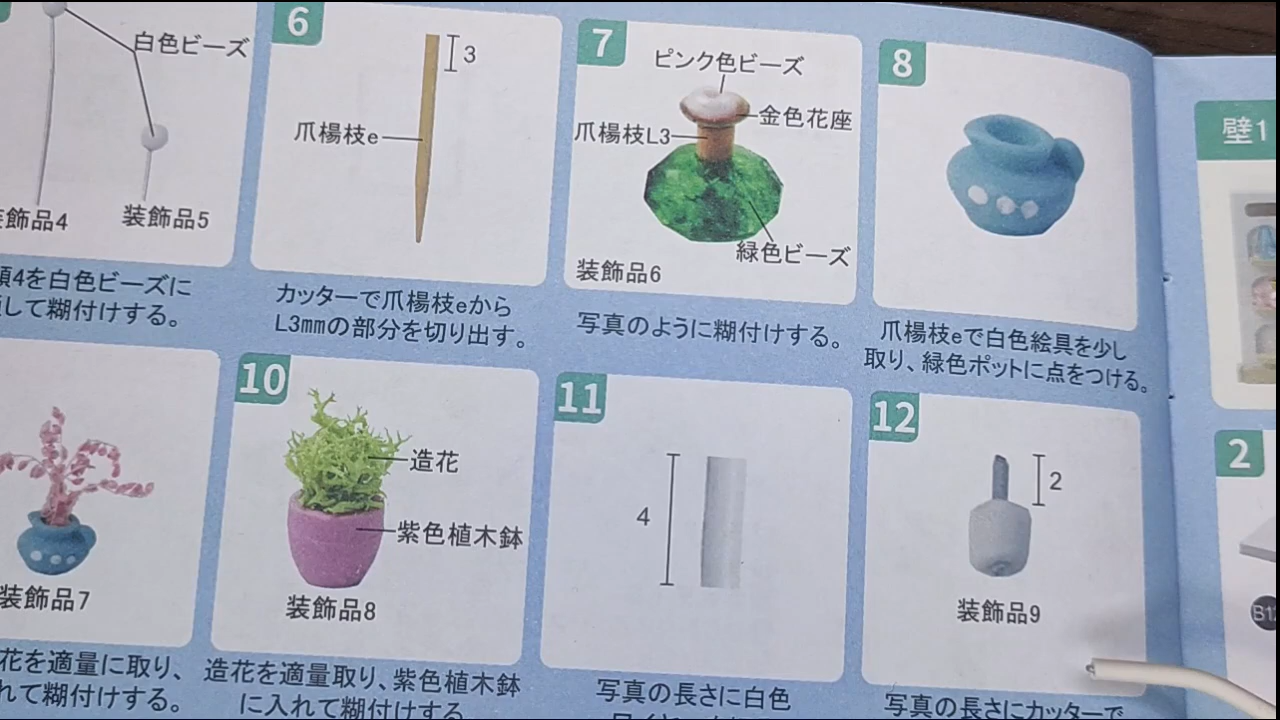 白色ビーズ
装飾品4
装飾品5
類4を白色ビーズに
して糊付けする。
6
3
爪楊枝e
カッターで爪楊枝eから
L3mmの部分を切り出す。
7
ピンク色ビーズ
金色花座
爪楊枝L3
緑色ビーズ
装飾品6
写真のように糊付けする。
8
爪楊枝eで白色絵具を少し
取り、緑色ポットに点をつける。
装飾品7
花を適量に取り、
れて糊付けする。
10
造花
紫色植木鉢
装飾品8
造花を適量取り、紫色植木鉢
に入れて糊付けする
11
4
写真の長さに白色
12
2
装飾品9
写真の長さにカッターで
壁1
2
B1